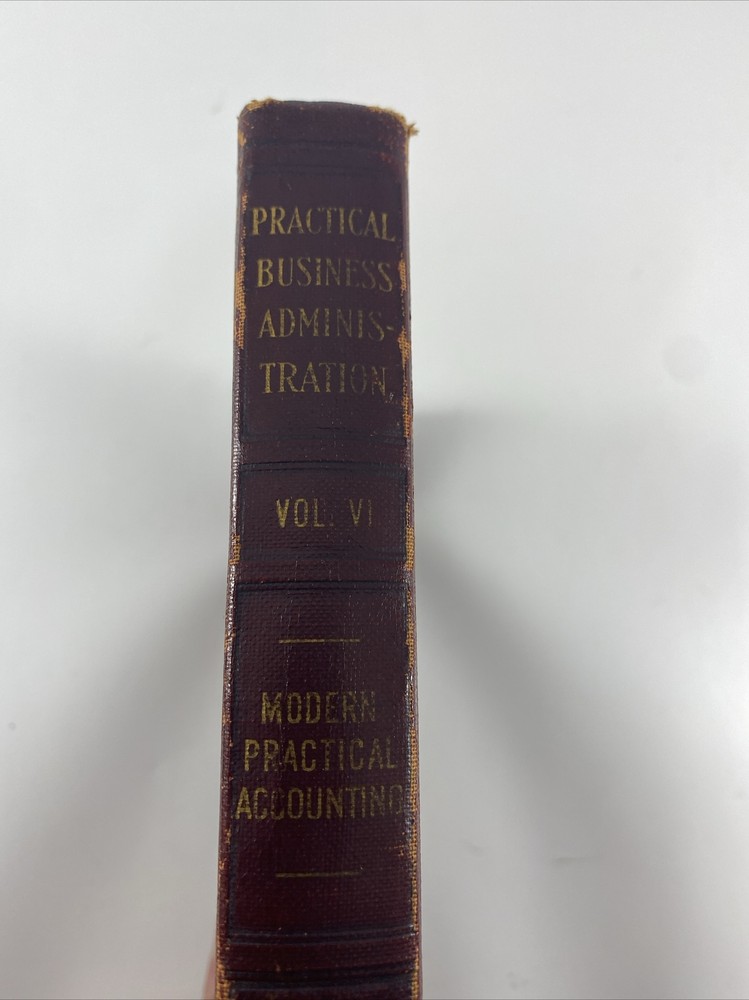 PRACTICAL
BUSINESS
ADMINIS-
TRATION
VOL. VI
MODERN
PRACTICAL
ACCOUNTING